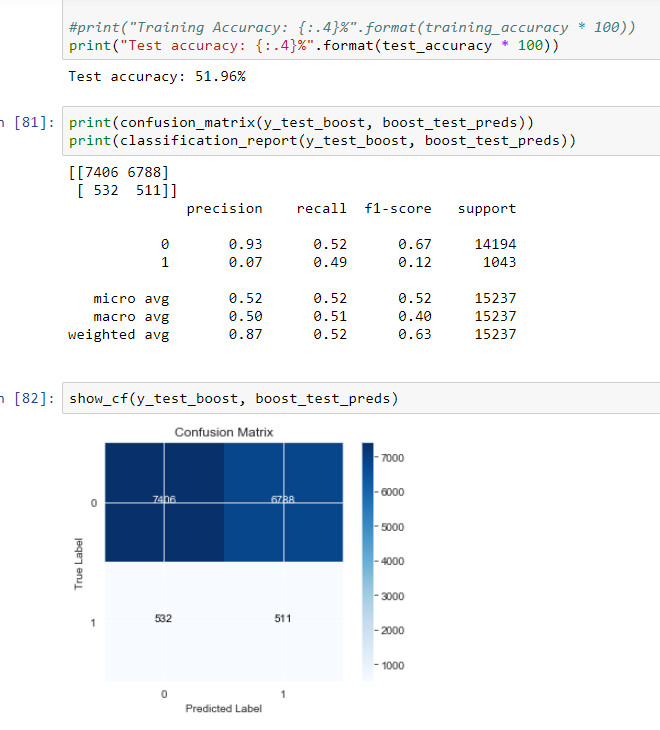 #print("Training Accuracy: {:.4}%".format(training_accuracy * 100))
print("Test accuracy: {:.4}%".format(test_accuracy * 100))
Test accuracy: 51.96%
n [81]: print(confusion_matrix(y_test_boost, boost_test_preds))
print(classification_report(y_test_boost, boost_test_preds))
[[7406 6788]
[ 532 511]]
precision recall f1-score support
0 0.93 0.52 0.67 14194
1 0.07 0.49 0.12 1043
micro avg 0.52 0.52 0.52 15237
macro avg 0.50 0.51 0.40 15237
weighted avg 0.87 0.52 0.63 15237
n [82]: show_cf(y_test_boost, boost_test_preds)
Confusion Matrix
7000
6000
5000
4000
3000
2000
1000
True Label
0 7406 6788
1 532 511
0 1
Predicted Label